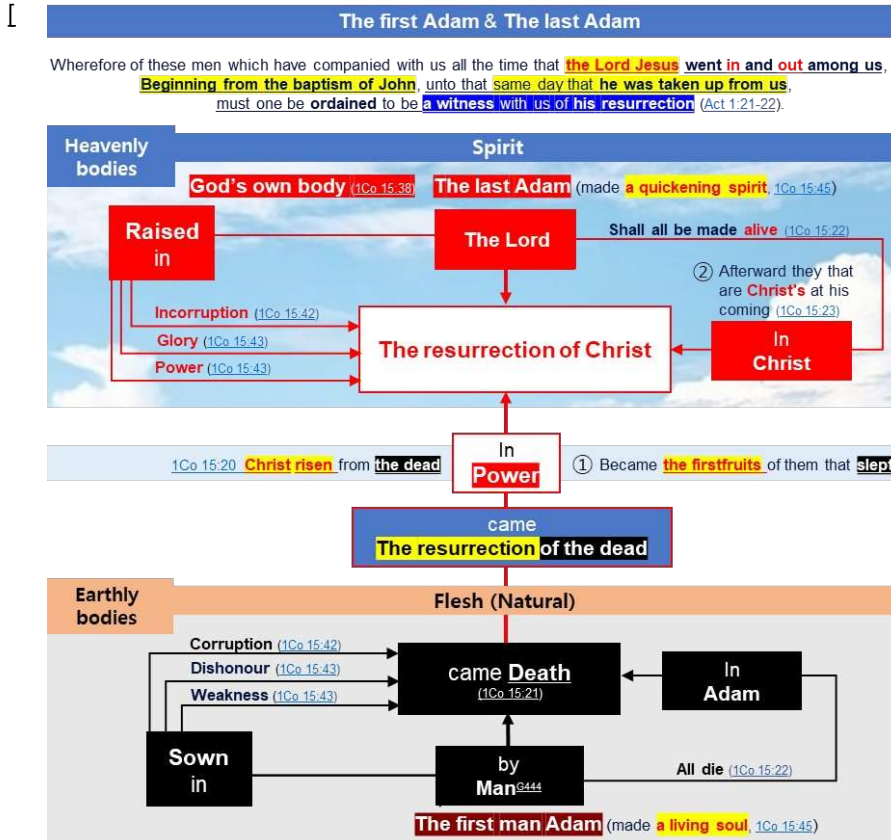 [
The first Adam & The last Adam
Wherefore of these men which have companied with us all the time that the Lord Jesus went in and out among us,
Beginning from the baptism of John, unto that same day that he was taken up from us,
must one be ordained to be a witness with us of his resurrection (Act 1:21-22).
Heavenly
bodies
Spirit
God's own body (1Co 15:38) The last Adam (made a quickening spirit, 1Co 15:45)
Raised
in
The Lord
Shall all be made alive (1Co 15:22)
② Afterward they that
are Christ's at his
coming (1Co 15:23)
Incorruption (1Co 15:42)
Glory (1Co 15:43)
Power (1Co 15:43)
The resurrection of Christ
In
Christ
1Co 15:20 Christ risen from the dead
In
Power
① Became the firstfruits of them that slept
came
The resurrection of the dead
Earthly
bodies
Flesh (Natural)
Corruption (1Co 15:42)
Dishonour (1Co 15:43)
Weakness (1Co 15:43)
came Death
(1Co 15:21)
In
Adam
Sown
in
by
Man G444
All die (1Co 15:22)
The first man Adam (made a living soul, 1Co 15:45)